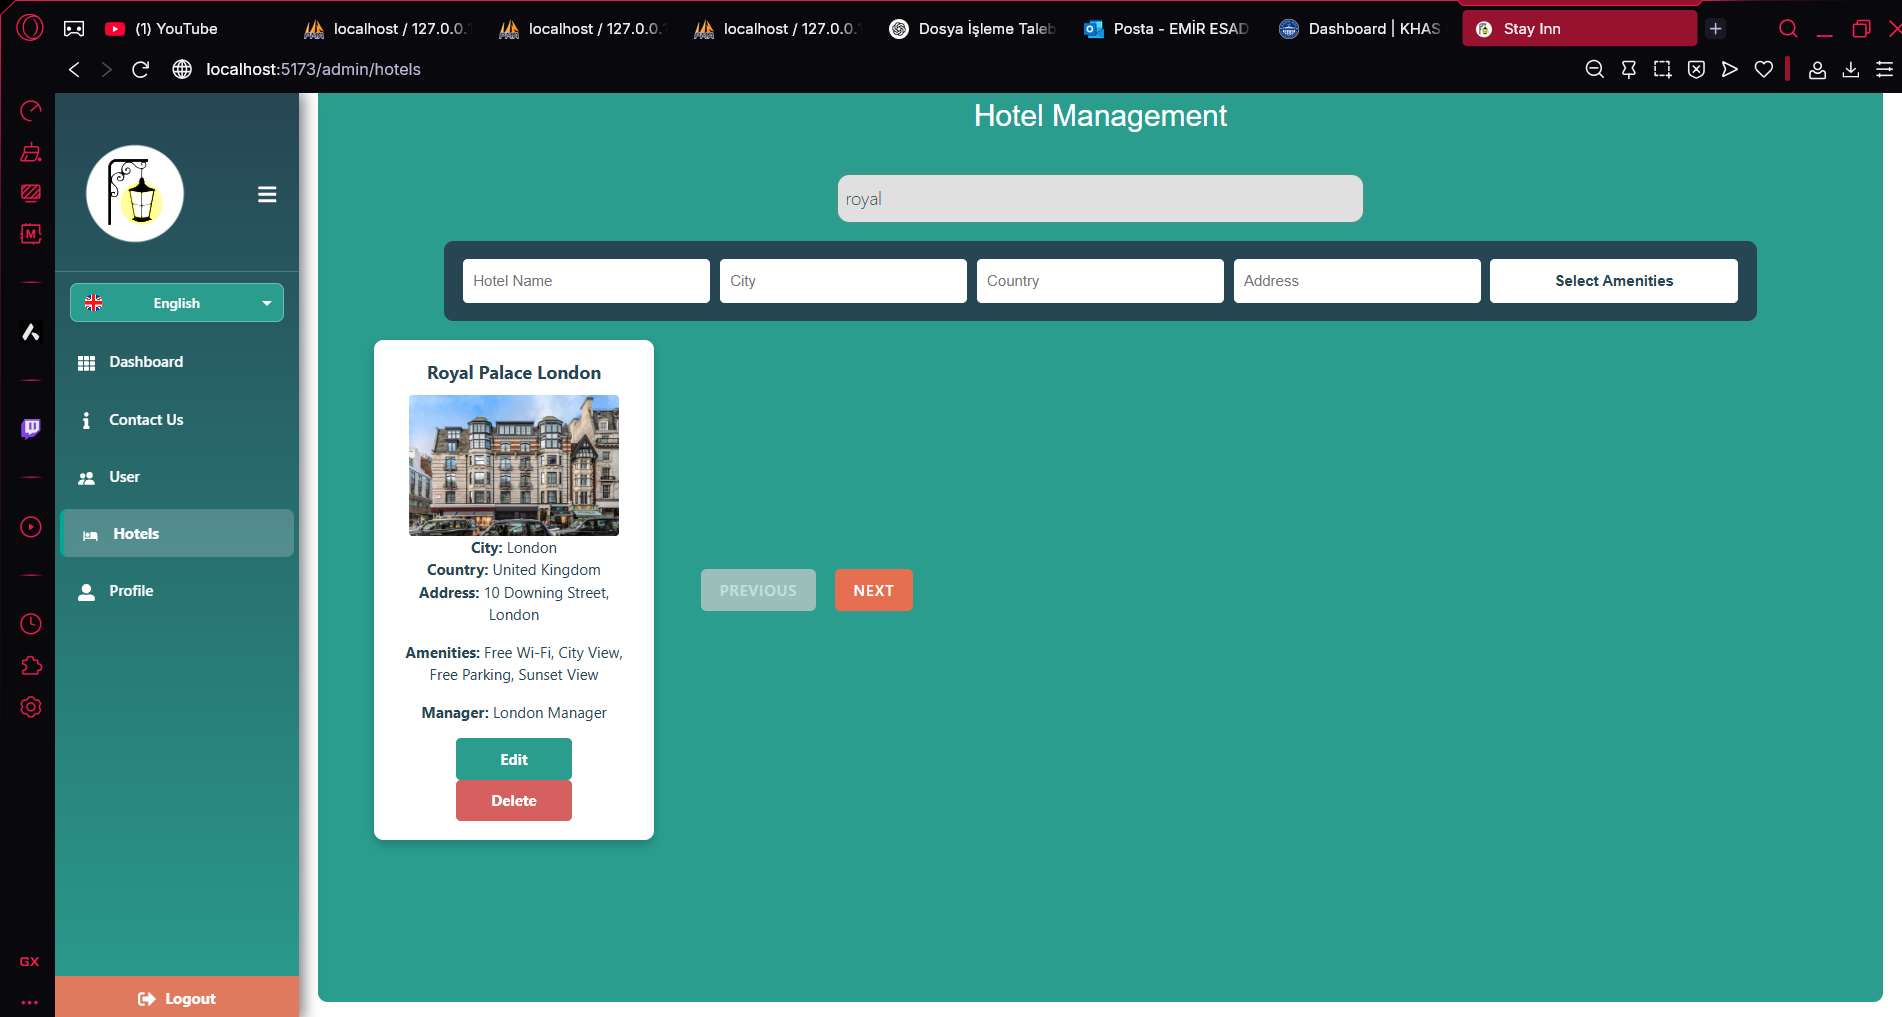 (1) YouTube
localhost / 127.0.0.1
localhost / 127.0.0.1
localhost / 127.0.0.1
Dosya İşleme Taleb
Posta - EMİR ESAD
Dashboard | KHAS
Stay Inn
localhost:5173/admin/hotels
M
GX
English
Dashboard
Contact Us
User
Hotels
Profile
Logout
Hotel Management
royal
Hotel Name
City
Country
Address
Select Amenities
Royal Palace London
City: London
Country: United Kingdom
Address: 10 Downing Street,
London
Amenities: Free Wi-Fi, City View,
Free Parking, Sunset View
Manager: London Manager
Edit
Delete
PREVIOUS
NEXT